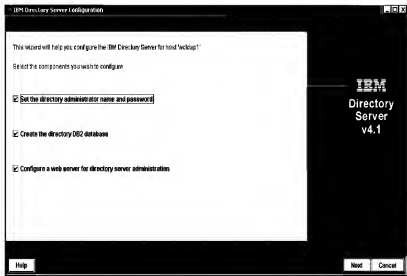 IBM Directory Server Configuration
This wizard will help you configure the IBM Directory Server for host 'wcldap1'
Select the components you wish to configure
Set the directory administrator name and password
Create the directory DB2 database
Configure a web server for directory server administration
IBM
Directory
Server
v4.1
Help
Next
Cancel